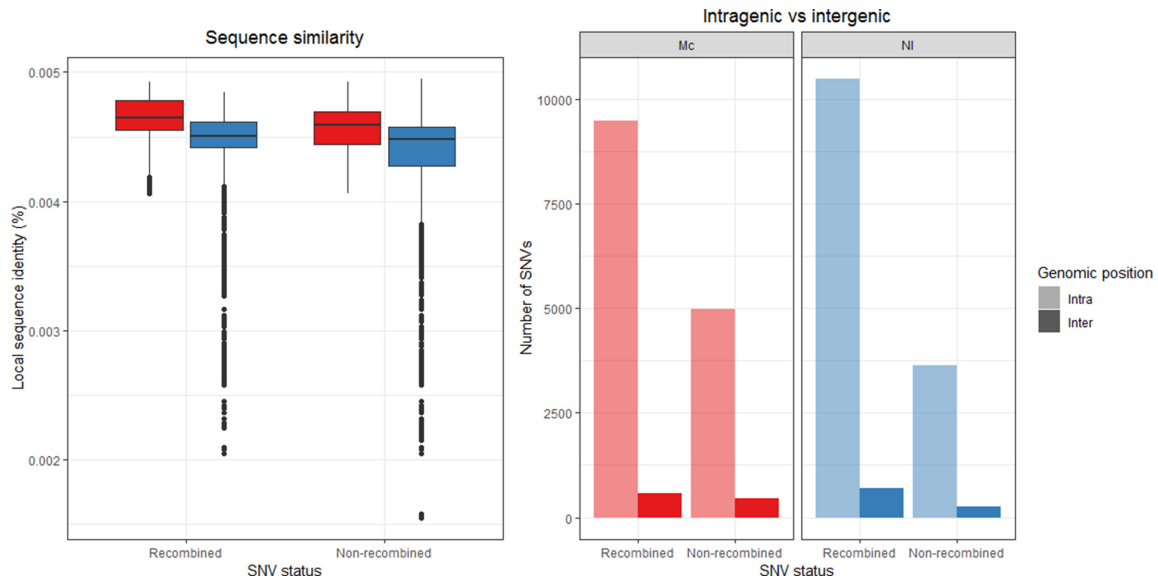 Sequence similarity
Local sequence identity (%)
0.005
0.004
0.003
0.002
Recombined
Non-recombined
SNV status
Intragenic vs intergenic
Mc
Nl
Number of SNVs
10000
7500
5000
2500
0
Recombined
Non-recombined
Recombined
Non-recombined
SNV status
Genomic position
Intra
Inter